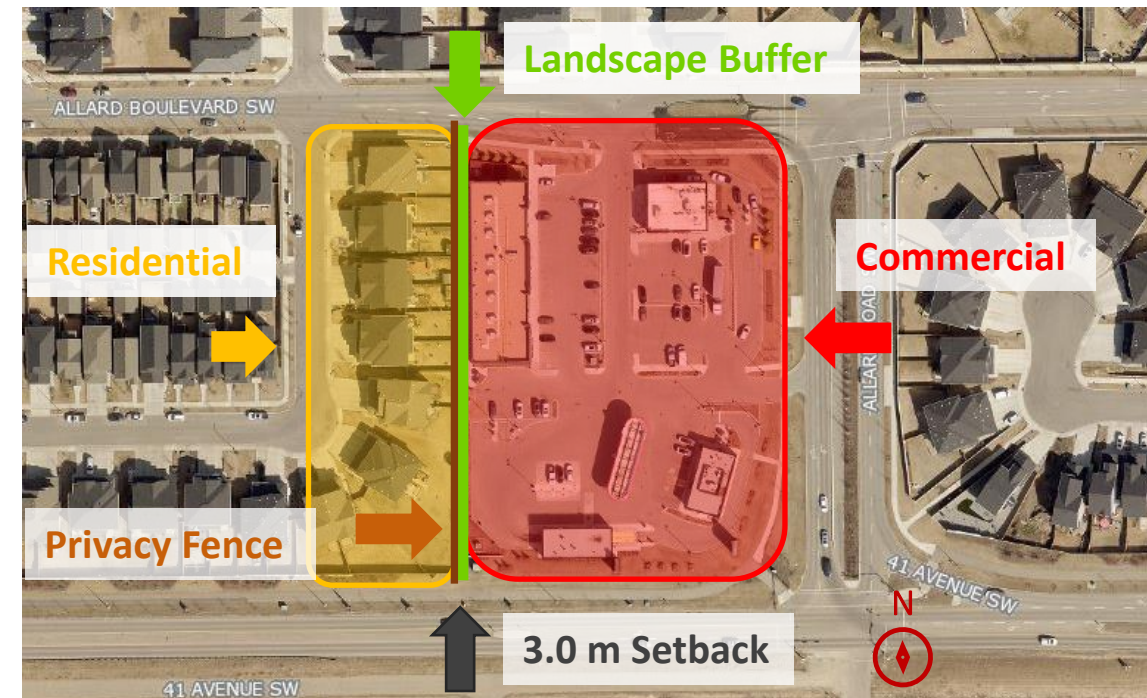 Landscape Buffer
ALLARD BOULEVARD SW
Residential
Commercial
ALLARD ROAD
Privacy Fence
41 AVENUE SW
N
3.0 m Setback
41 AVENUE SW